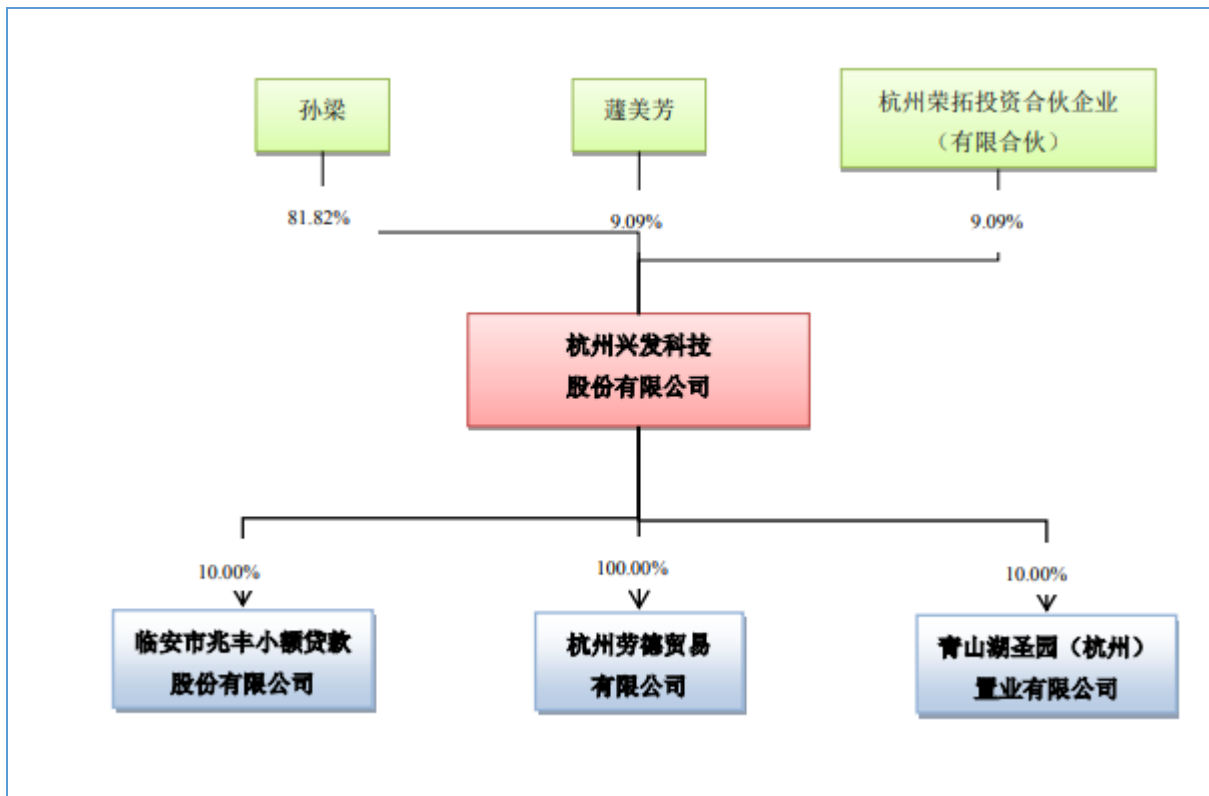 孙梁
蘧美芳
杭州荣拓投资合伙企业
（有限合伙）
81.82%
9.09%
9.09%
杭州兴发科技
股份有限公司
10.00%
100.00%
10.00%
临安市兆丰小额贷款
股份有限公司
杭州劳德贸易
有限公司
青山湖圣园（杭州）
置业有限公司